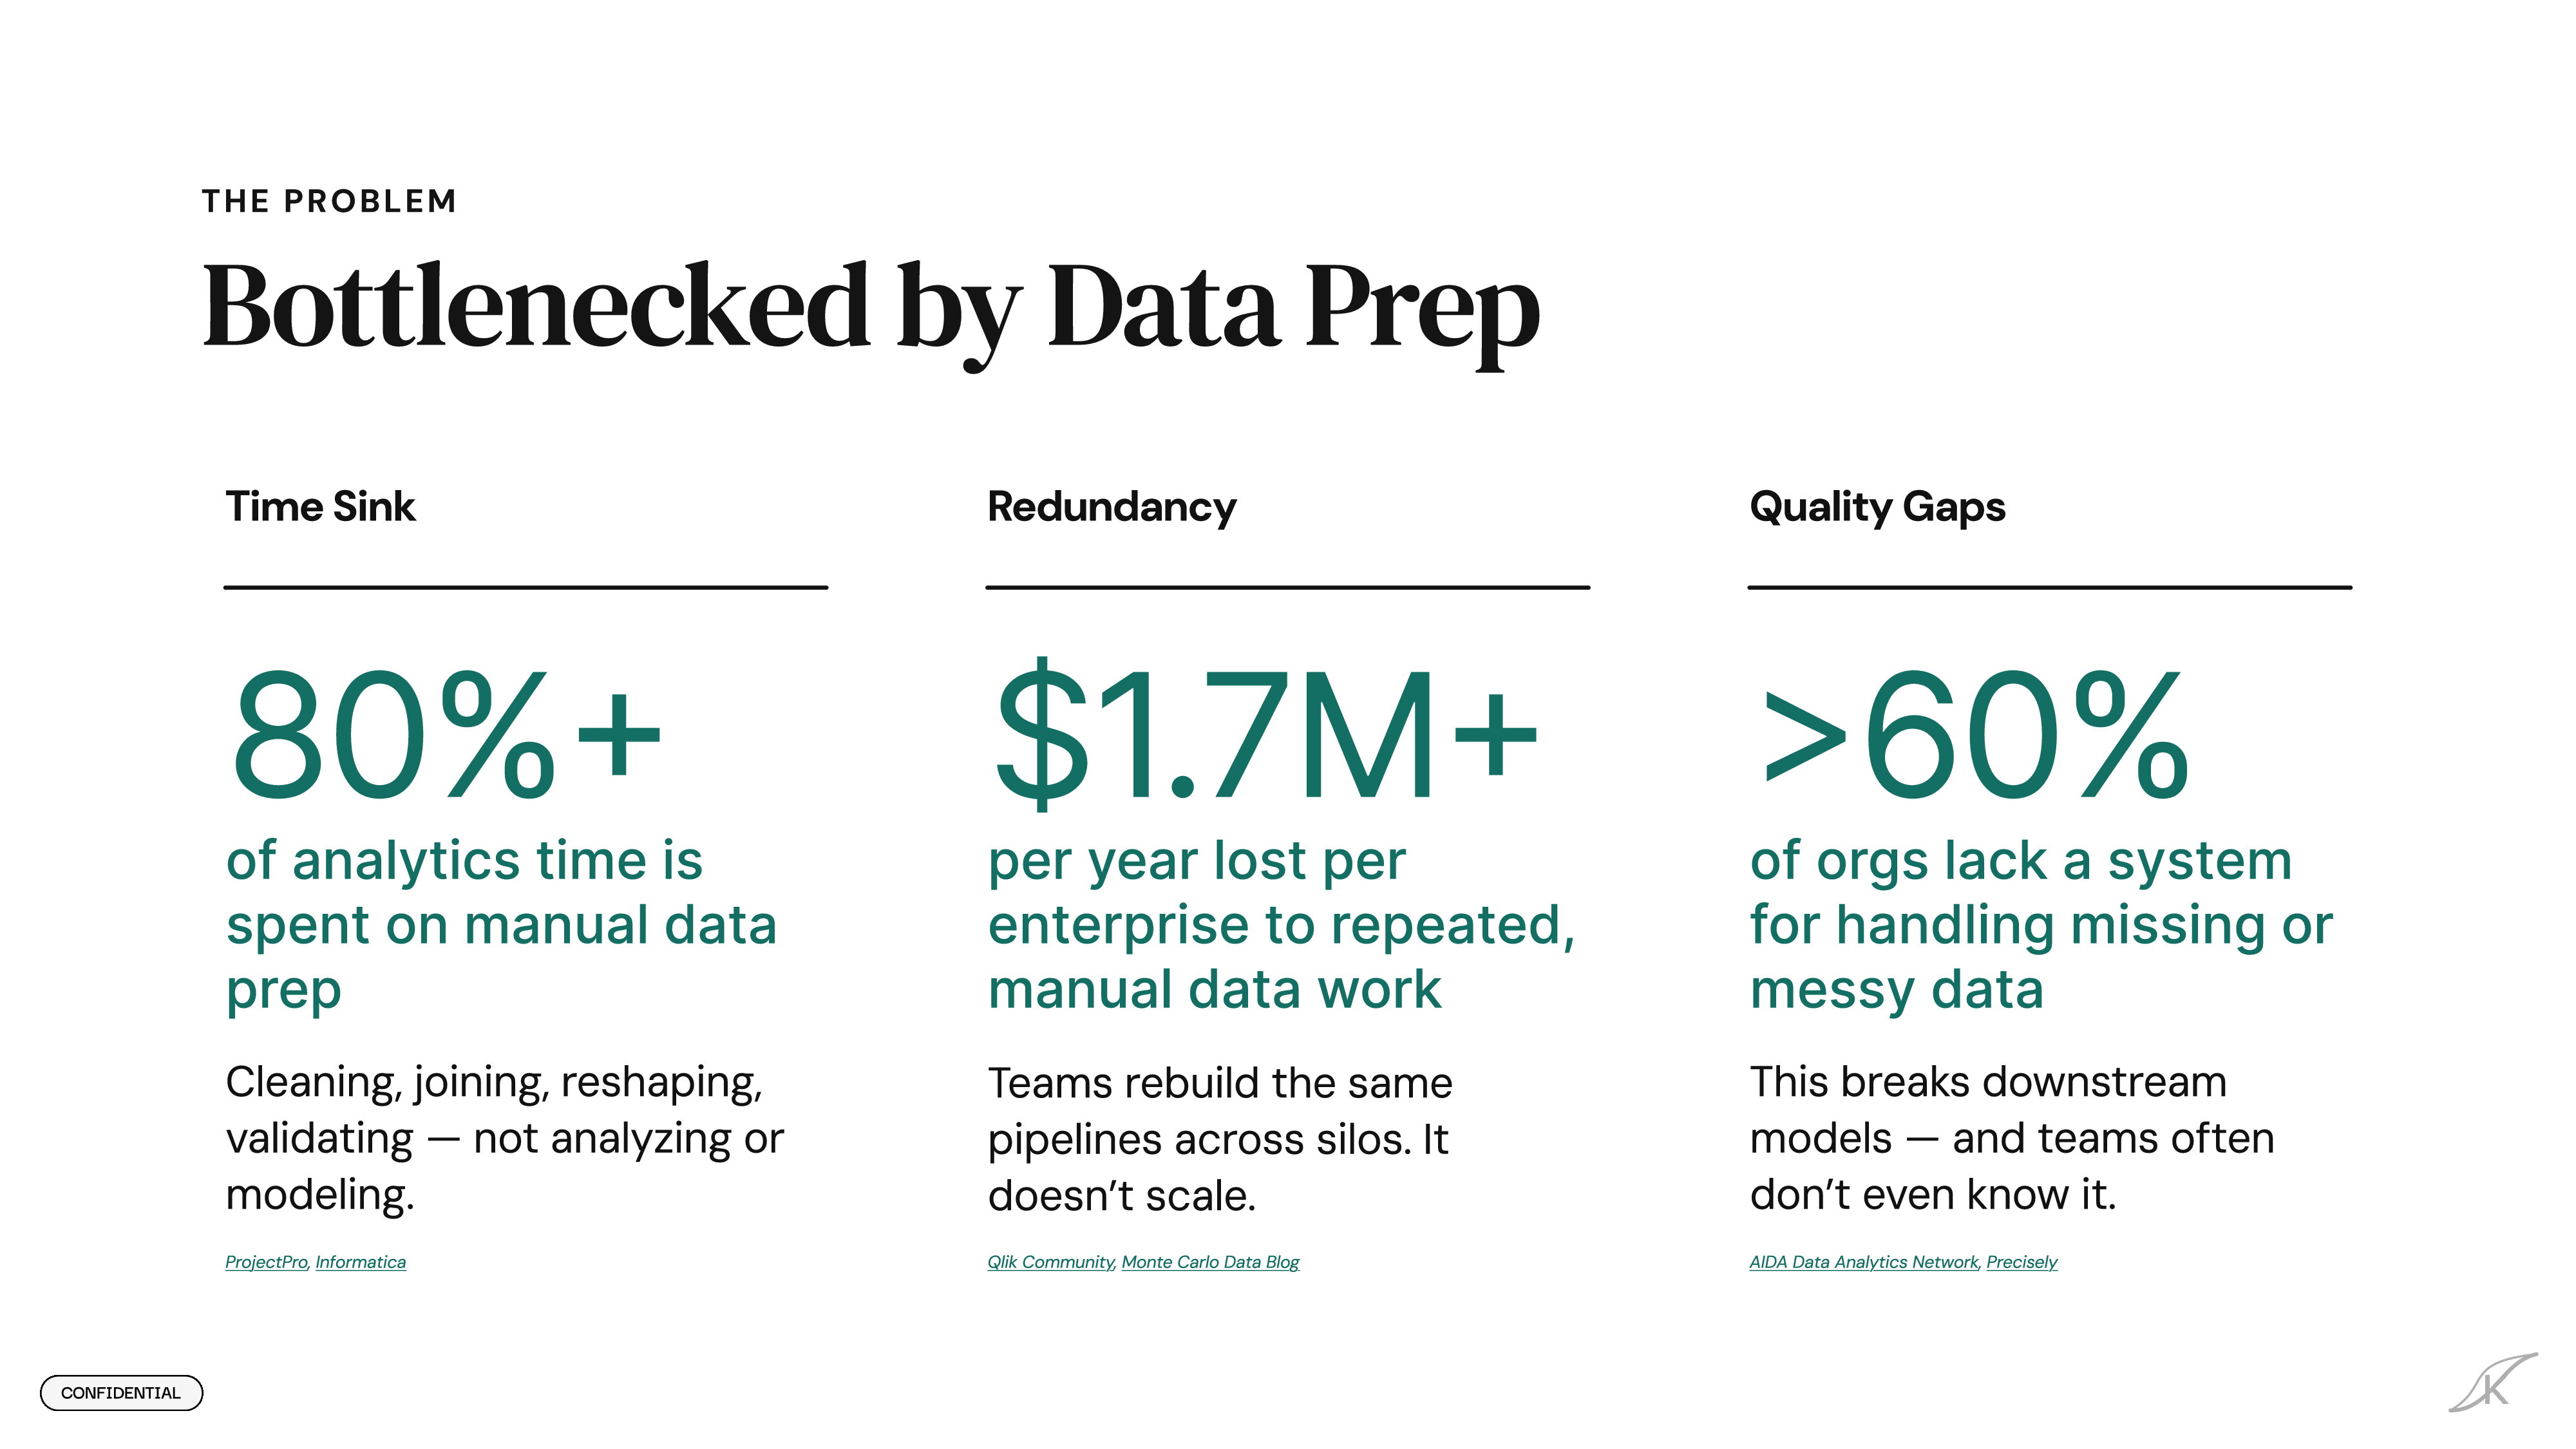 THE PROBLEM
Bottlenecked by Data Prep
Time Sink
80%+
of analytics time is
spent on manual data
prep
Cleaning, joining, reshaping,
validating — not analyzing or
modeling.
ProjectPro, Informatica
Redundancy
$1.7M+
per year lost per
enterprise to repeated,
manual data work
Teams rebuild the same
pipelines across silos. It
doesn’t scale.
Qlik Community, Monte Carlo Data Blog
Quality Gaps
>60%
of orgs lack a system
for handling missing or
messy data
This breaks downstream
models — and teams often
don’t even know it.
AIDA Data Analytics Network, Precisely
CONFIDENTIAL
K